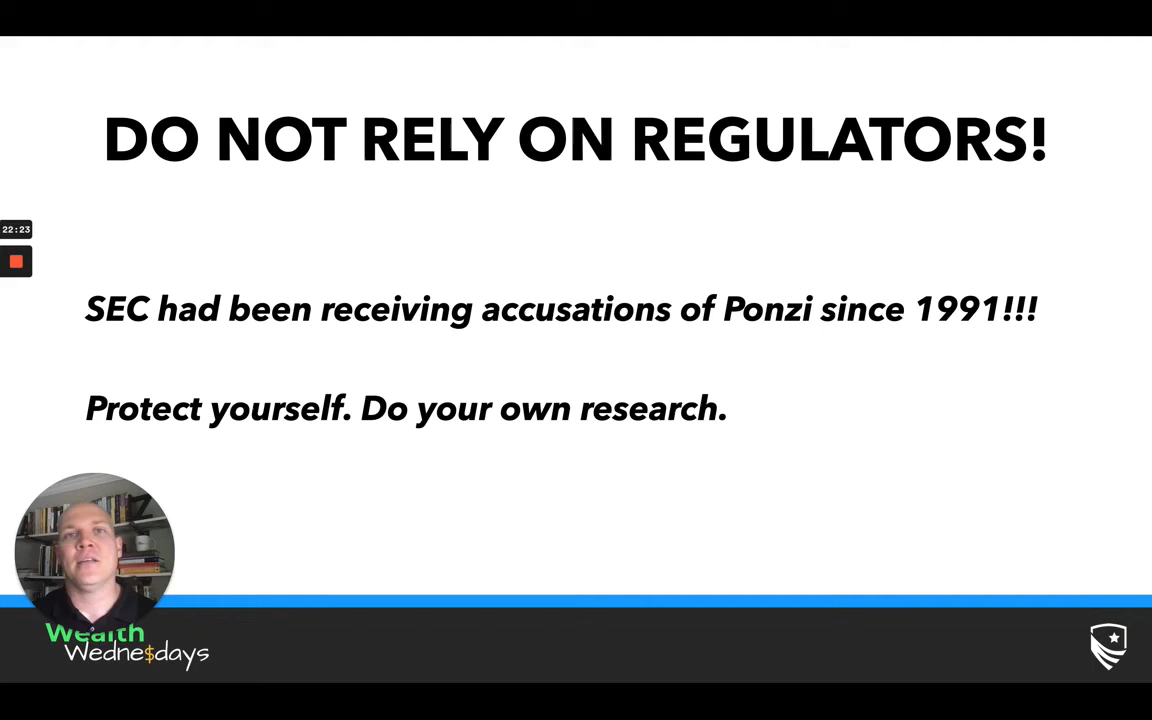 DO NOT RELY ON REGULATORS!
22:23
SEC had been receiving accusations of Ponzi since 1991!!!
Protect yourself. Do your own research.
Wealth
Wedne$days